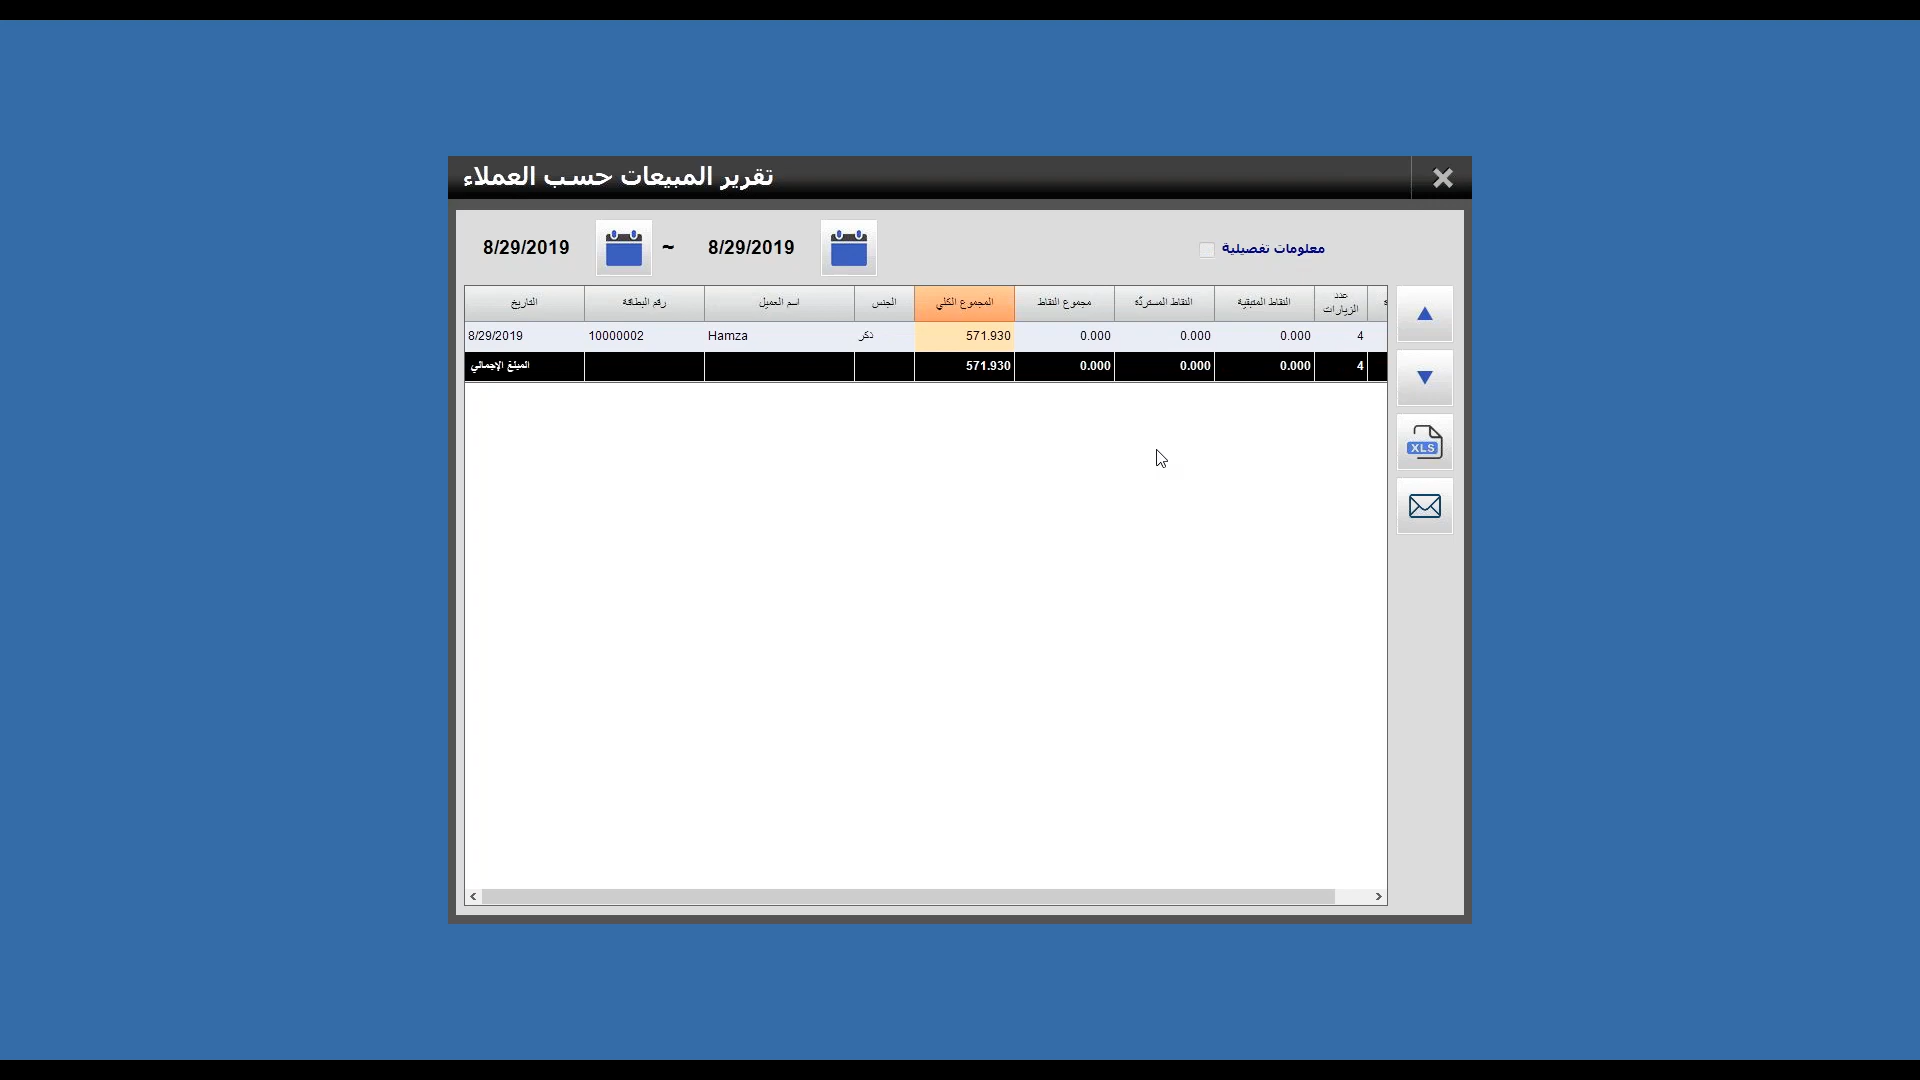 تقرير المبيعات حسب العملاء
8/29/2019 ~ 8/29/2019 معلومات تفصيلية
التاريخ رقم البطاقة اسم العميل الجنس المجموع الكلي مجموع النقاط النقاط المستردّة النقاط المتبقية عدد الزيارات
8/29/2019 10000002 Hamza ذكر 571.930 0.000 0.000 0.000 4
المبلغ الإجمالي 571.930 0.000 0.000 0.000 4
XLS